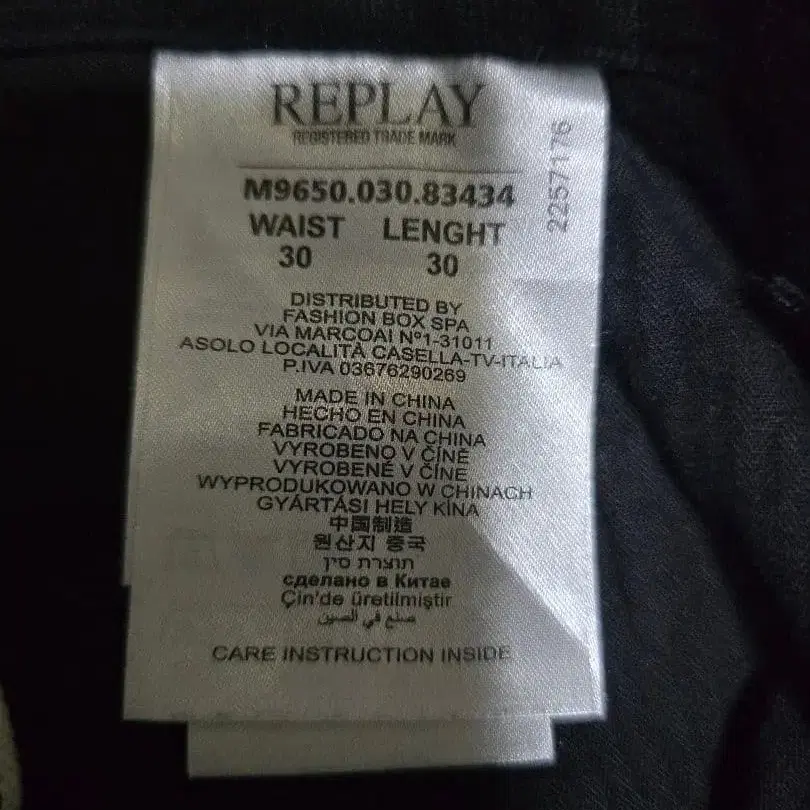 REPLAY
REGISTERED TRADE MARK
2257176
M9650.030.83434
WAIST LENGHT
30 30
DISTRIBUTED BY
FASHION BOX SPA
VIA MARCOAI Nº1-31011
ASOLO LOCALITÀ CASELLA-TV-ITALIA
P.IVA 03676290269
MADE IN CHINA
HECHO EN CHINA
FABRICADO NA CHINA
VYROBENO V ČÍNĚ
VYROBENÉ V ČÍNE
WYPRODUKOWANO W CHINACH
GYÁRTÁSI HELY KÍNA
中国制造
원산지 중국
תוצרת סין
сделано в Китае
Çin'de üretilmiştir
صنع في الصين
CARE INSTRUCTION INSIDE